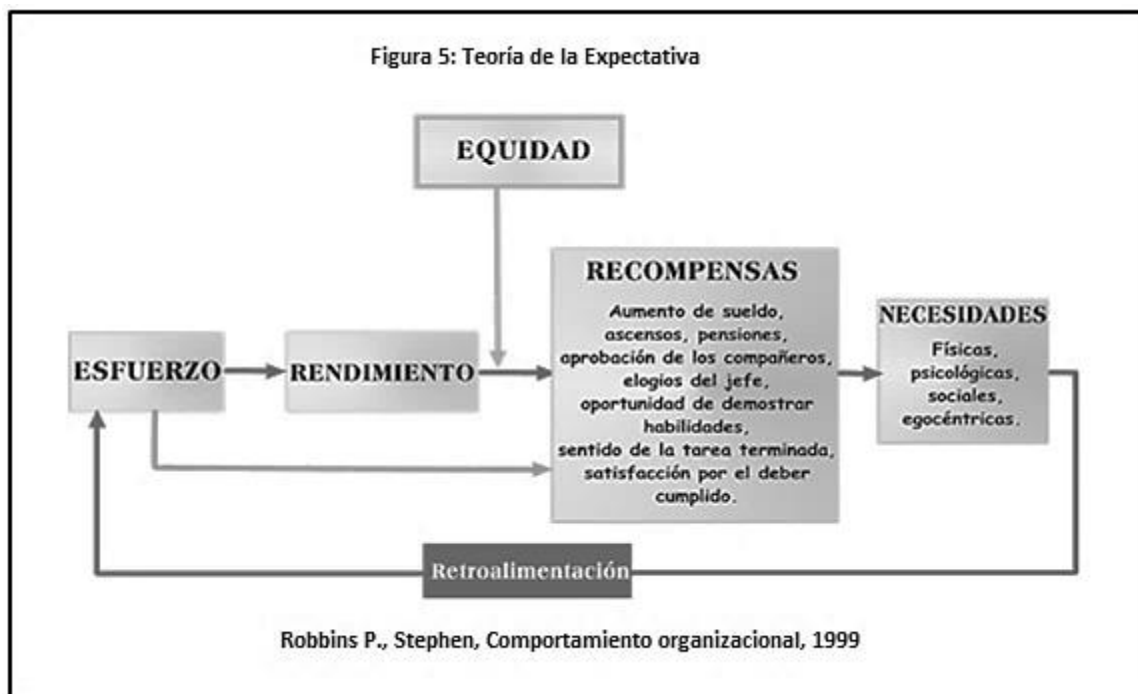 Figura 5: Teoría de la Expectativa
EQUIDAD
ESFUERZO
RENDIMIENTO
RECOMPENSAS
Aumento de sueldo,
ascensos, pensiones,
aprobación de los compañeros,
elogios del jefe,
oportunidad de demostrar
habilidades,
sentido de la tarea terminada,
satisfacción por el deber
cumplido.
NECESIDADES
Físicas,
psicológicas,
sociales,
egocéntricas.
Retroalimentación
Robbins P., Stephen, Comportamiento organizacional, 1999